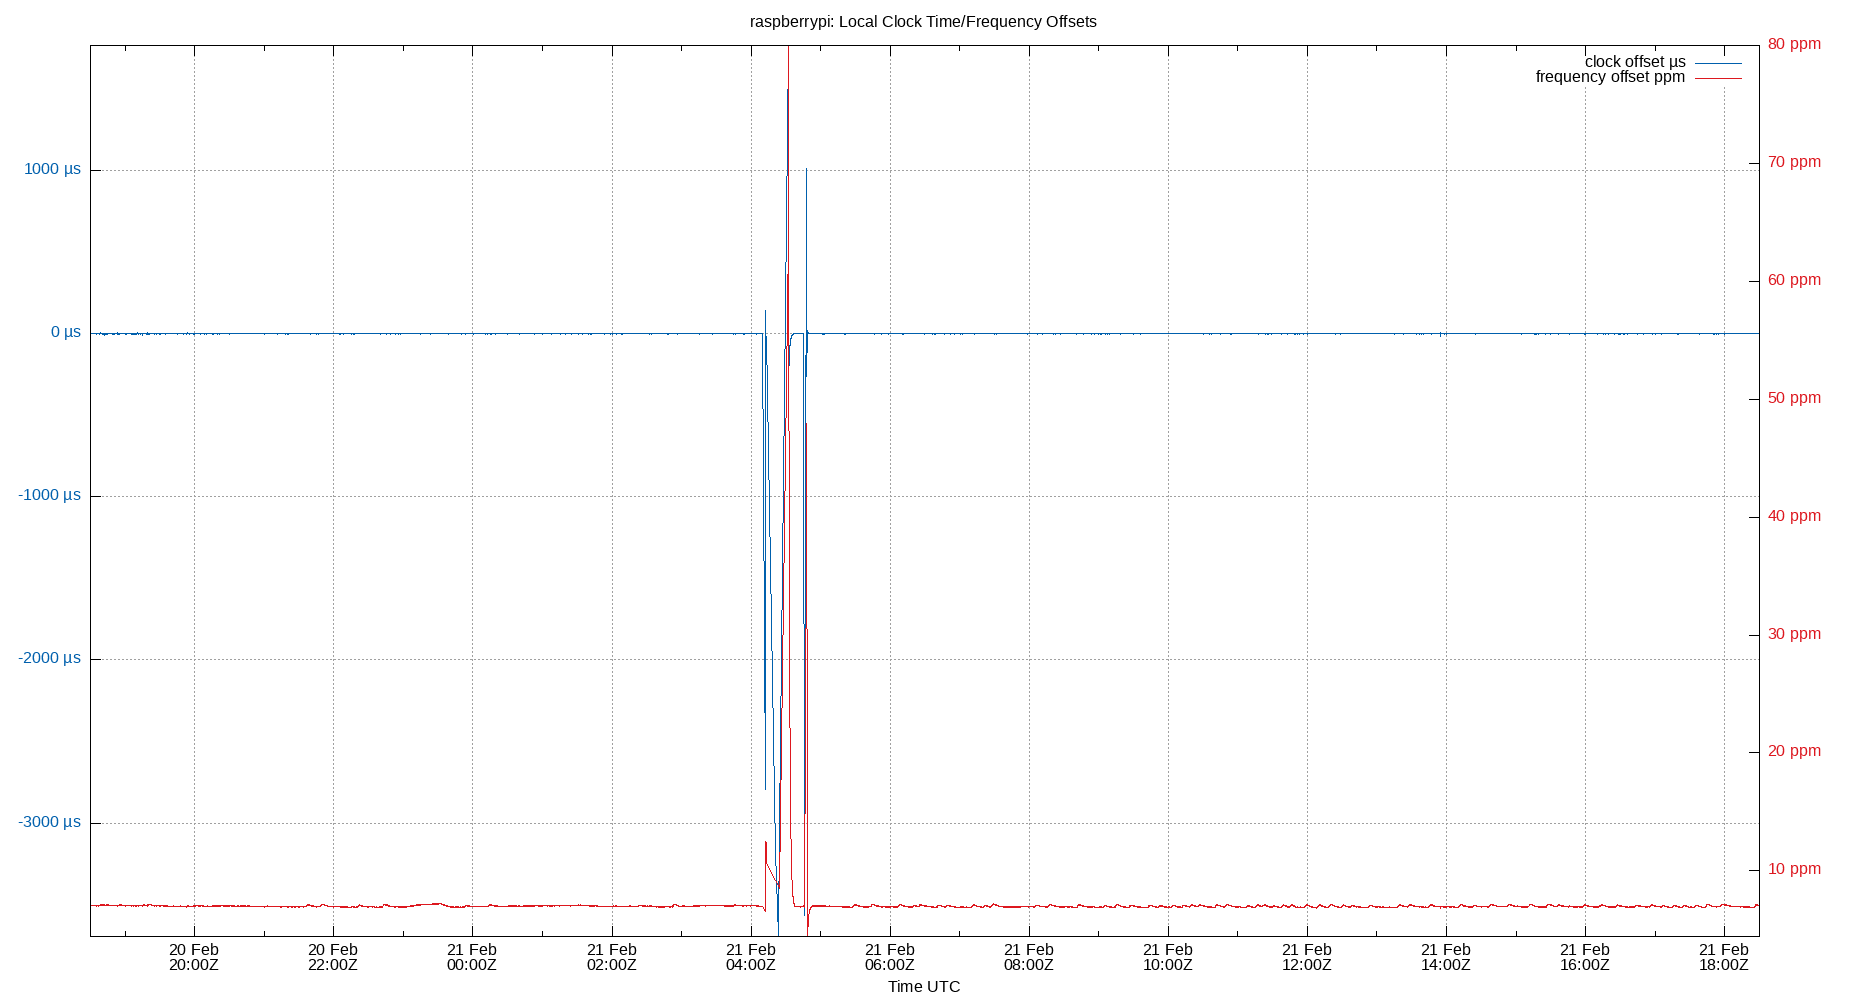 raspberrypi: Local Clock Time/Frequency Offsets
clock offset µs
frequency offset ppm
1000 µs
0 µs
-1000 µs
-2000 µs
-3000 µs
80 ppm
70 ppm
60 ppm
50 ppm
40 ppm
30 ppm
20 ppm
10 ppm
20 Feb
20:00Z
20 Feb
22:00Z
21 Feb
00:00Z
21 Feb
02:00Z
21 Feb
04:00Z
21 Feb
06:00Z
21 Feb
08:00Z
21 Feb
10:00Z
21 Feb
12:00Z
21 Feb
14:00Z
21 Feb
16:00Z
21 Feb
18:00Z
Time UTC